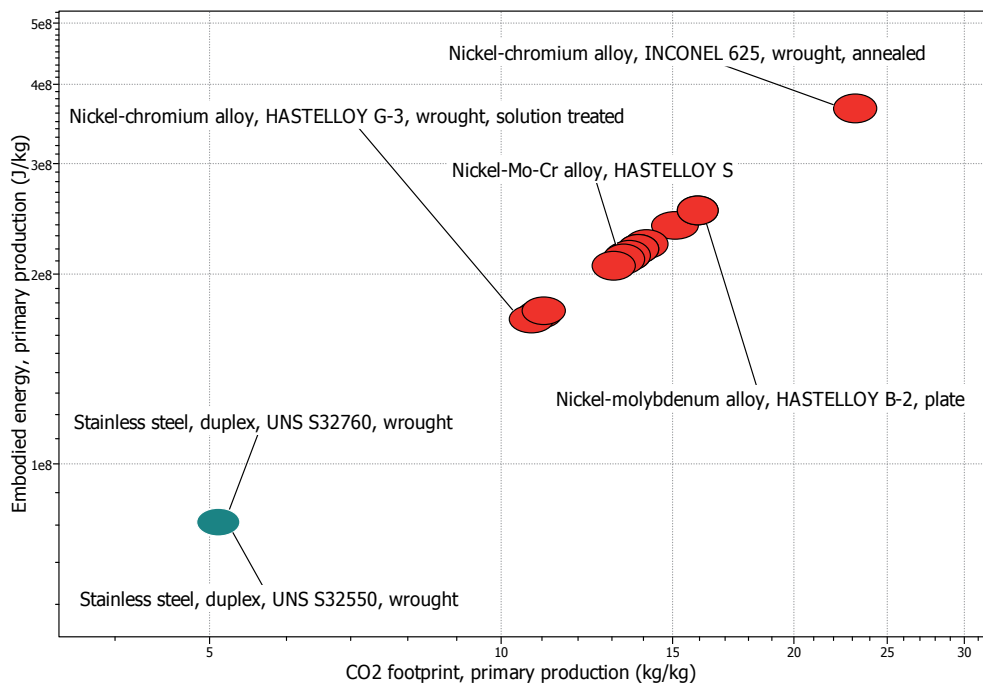 5e8
Nickel-chromium alloy, INCONEL 625, wrought, annealed
4e8
Nickel-chromium alloy, HASTELLOY G-3, wrought, solution treated
3e8
Nickel-Mo-Cr alloy, HASTELLOY S
2e8
Nickel-molybdenum alloy, HASTELLOY B-2, plate
Stainless steel, duplex, UNS S32760, wrought
1e8
Stainless steel, duplex, UNS S32550, wrought
Embodied energy, primary production (J/kg)
5 10 15 20 25 30
CO2 footprint, primary production (kg/kg)